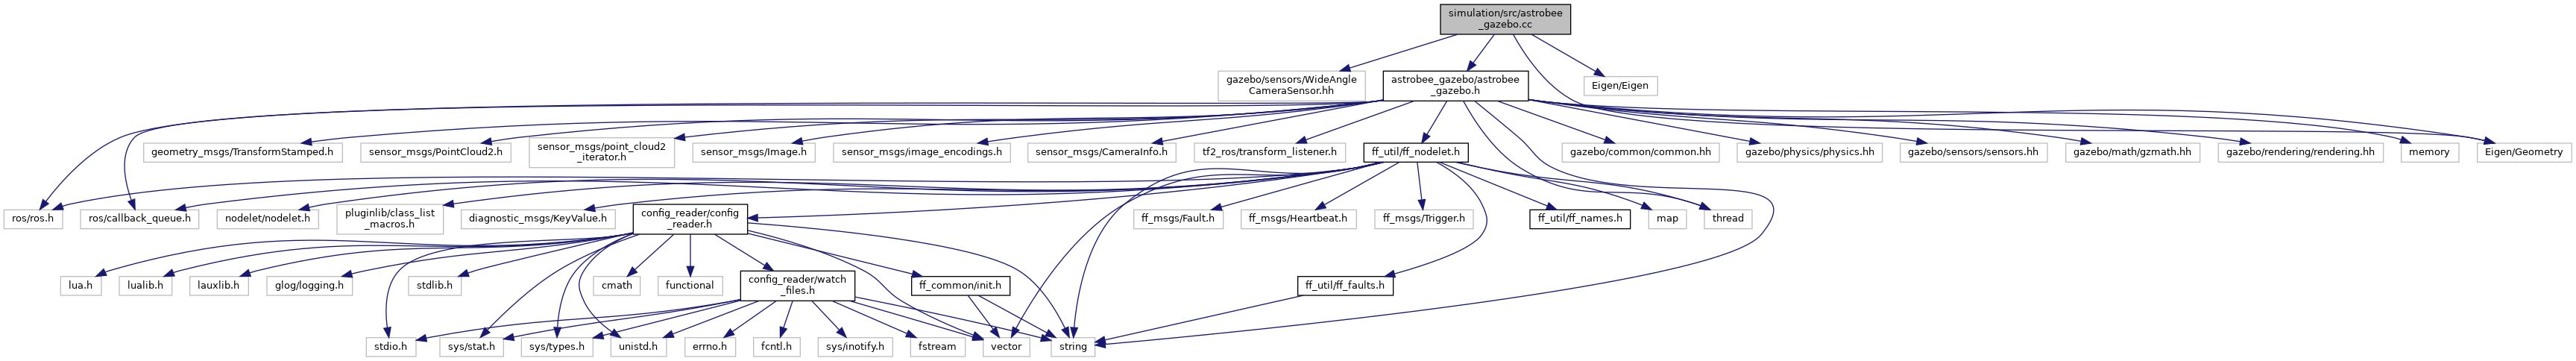 simulation/src/astrobee
_gazebo.cc
gazebo/sensors/WideAngle
CameraSensor.hh
astrobee_gazebo/astrobee
_gazebo.h
Eigen/Eigen
geometry_msgs/TransformStamped.h
sensor_msgs/PointCloud2.h
sensor_msgs/point_cloud2
_iterator.h
sensor_msgs/Image.h
sensor_msgs/image_encodings.h
sensor_msgs/CameraInfo.h
tf2_ros/transform_listener.h
ff_util/ff_nodelet.h
gazebo/common/common.hh
gazebo/physics/physics.hh
gazebo/sensors/sensors.hh
gazebo/math/gzmath.hh
gazebo/rendering/rendering.hh
memory
Eigen/Geometry
ros/ros.h
ros/callback_queue.h
nodelet/nodelet.h
pluginlib/class_list
_macros.h
diagnostic_msgs/KeyValue.h
config_reader/config
_reader.h
ff_msgs/Fault.h
ff_msgs/Heartbeat.h
ff_msgs/Trigger.h
ff_util/ff_names.h
map
thread
lua.h
lualib.h
lauxlib.h
glog/logging.h
stdlib.h
cmath
functional
config_reader/watch
_files.h
ff_common/init.h
ff_util/ff_faults.h
stdio.h
sys/stat.h
sys/types.h
unistd.h
errno.h
fcntl.h
sys/inotify.h
fstream
vector
string